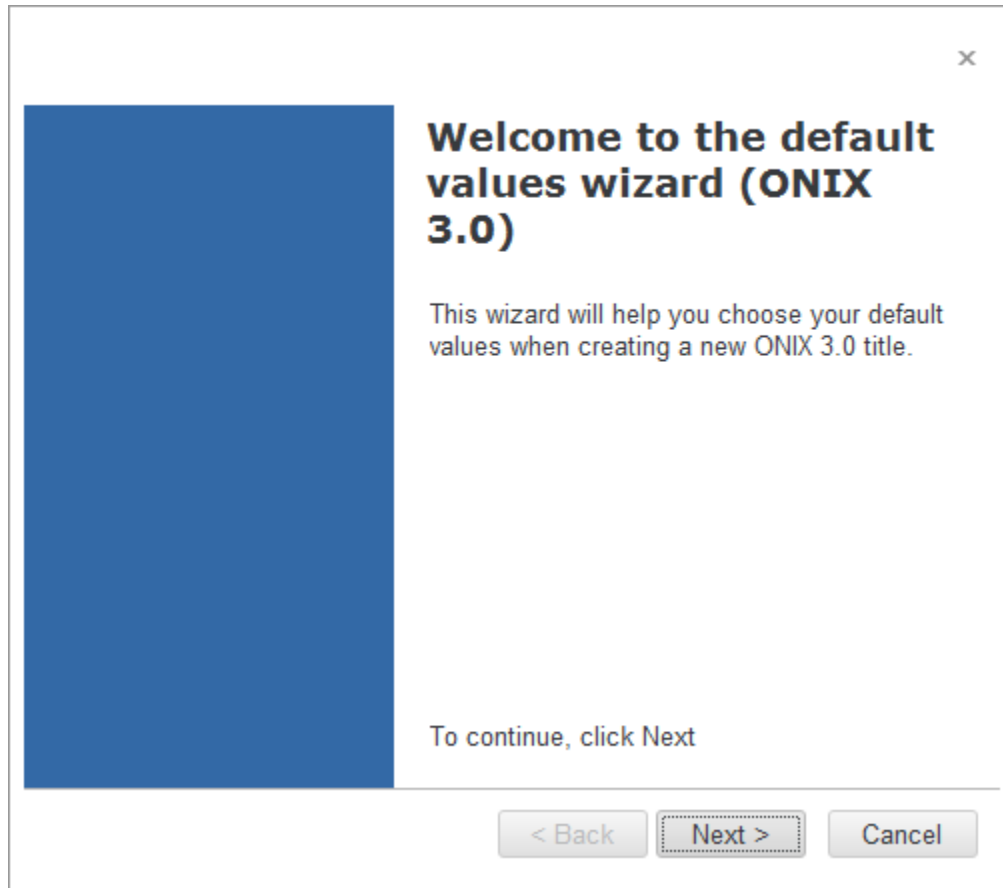 ×
Welcome to the default
values wizard (ONIX
3.0)
This wizard will help you choose your default
values when creating a new ONIX 3.0 title.
To continue, click Next
< Back Next > Cancel